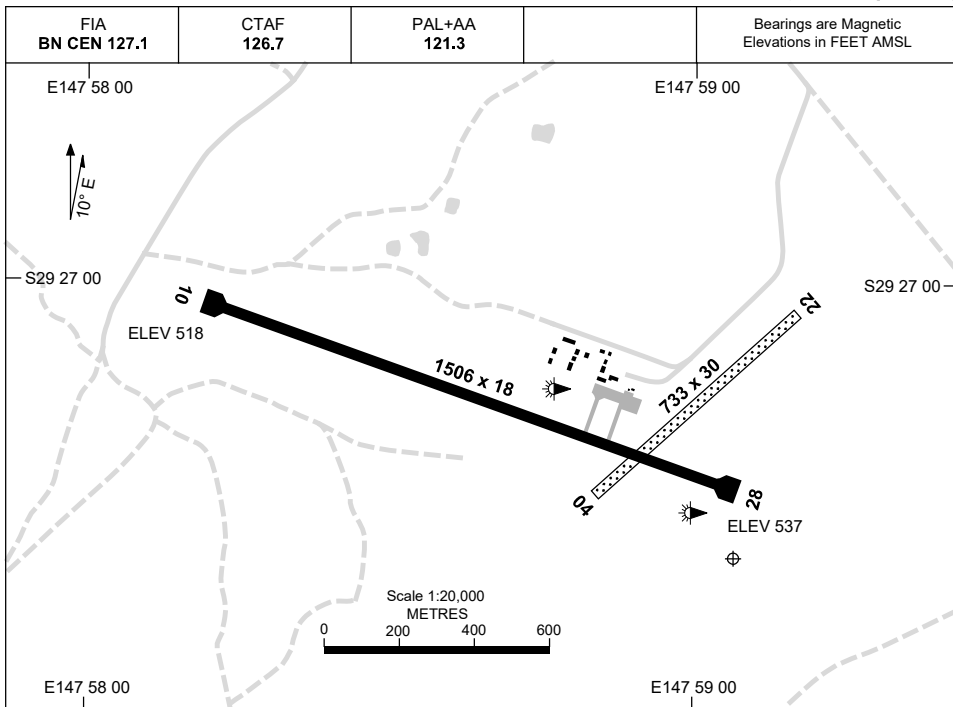 FIA
BN CEN 127.1
CTAF
126.7
PAL+AA
121.3
Bearings are Magnetic
Elevations in FEET AMSL
E147 58 00
E147 59 00
10° E
S29 27 00
S29 27 00
10
22
ELEV 518
1506 x 18
733 x 30
04
28
ELEV 537
Scale 1:20,000
METRES
0 200 400 600
E147 58 00
E147 59 00